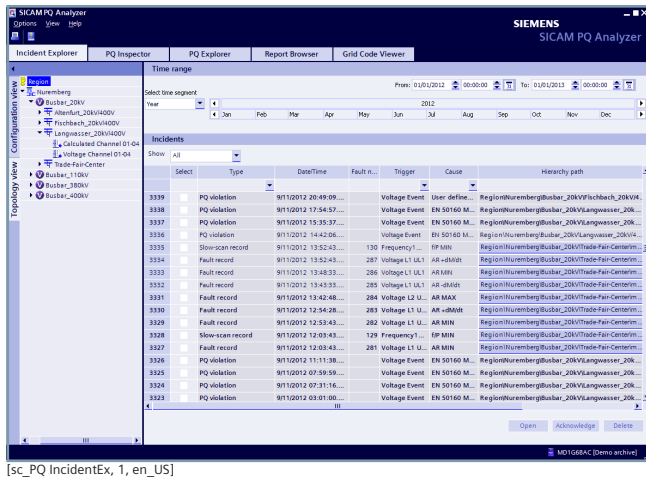 SICAM PQ Analyzer
Options View Help
SIEMENS
SICAM PQ Analyzer
Incident Explorer PQ Inspector PQ Explorer Report Browser Grid Code Viewer
Configuration view
Topology view
Region
Nuremberg
Busbar_20kV
Altenfurt_20kV/400V
Fischbach_20kV/400V
Langwasser_20kV/400V
Calculated Channel 01-04
Voltage Channel 01-04
Trade-Fair-Center
Busbar_110kV
Busbar_380kV
Busbar_400kV
Time range
From: 01/01/2012 00:00:00 To: 01/01/2013 00:00:00
Select time segment
Year 2012
Jan Feb Mar Apr May Jun Jul Aug Sep Oct Nov Dec
Incidents
Show All
Select Type Date/Time Fault n... Trigger Cause Hierarchy path
3339 PQ violation 9/11/2012 20:49:09.... Voltage Event User define... Region\Nuremberg\Busbar_20kV\Fischbach_20kV/4...
3338 PQ violation 9/11/2012 17:54:57.... Voltage Event EN 50160 M... Region\Nuremberg\Busbar_20kV\Langwasser_20k...
3337 PQ violation 9/11/2012 15:35:37.... Voltage Event EN 50160 M... Region\Nuremberg\Busbar_20kV\Langwasser_20k...
3336 PQ violation 9/11/2012 14:42:06.... Voltage Event EN 50160 M... Region\Nuremberg\Busbar_20kV\Langwasser_20kV/4...
3335 Slow-scan record 9/11/2012 13:52:43.... 130 Frequency1... f/P MIN Region\Nuremberg\Busbar_20kV\Trade-Fair-Center\m...
3334 Fault record 9/11/2012 13:52:43.... 287 Voltage L1 UL1 AR +dM/dt Region\Nuremberg\Busbar_20kV\Trade-Fair-Center\m...
3333 Fault record 9/11/2012 13:48:33.... 286 Voltage L1 UL1 AR MIN Region\Nuremberg\Busbar_20kV\Trade-Fair-Center\m...
3332 Fault record 9/11/2012 13:43:33.... 285 Voltage L1 UL1 AR -dM/dt Region\Nuremberg\Busbar_20kV\Trade-Fair-Center\m...
3331 Fault record 9/11/2012 13:42:48.... 284 Voltage L2 U... AR MAX Region\Nuremberg\Busbar_20kV\Trade-Fair-Center\m...
3330 Fault record 9/11/2012 12:54:28.... 283 Voltage L1 U... AR +dM/dt Region\Nuremberg\Busbar_20kV\Trade-Fair-Center\m...
3329 Fault record 9/11/2012 12:53:43.... 282 Voltage L1 U... AR MIN Region\Nuremberg\Busbar_20kV\Trade-Fair-Center\m...
3328 Slow-scan record 9/11/2012 12:03:43.... 129 Frequency1... f/P MIN Region\Nuremberg\Busbar_20kV\Trade-Fair-Center\m...
3327 Fault record 9/11/2012 12:03:43.... 281 Voltage L1 U... AR MIN Region\Nuremberg\Busbar_20kV\Trade-Fair-Center\m...
3326 PQ violation 9/11/2012 11:11:38.... Voltage Event EN 50160 M... Region\Nuremberg\Busbar_20kV\Langwasser_20k...
3325 PQ violation 9/11/2012 07:59:59.... Voltage Event EN 50160 M... Region\Nuremberg\Busbar_20kV\Langwasser_20k...
3324 PQ violation 9/11/2012 07:31:16.... Voltage Event EN 50160 M... Region\Nuremberg\Busbar_20kV\Langwasser_20k...
3323 PQ violation 9/11/2012 03:01:00.... Voltage Event EN 50160 M... Region\Nuremberg\Busbar_20kV\Langwasser_20k...
Open Acknowledge Delete
MD1G6BAC [Demo archive]
[sc_PQ IncidentEx, 1, en_US]